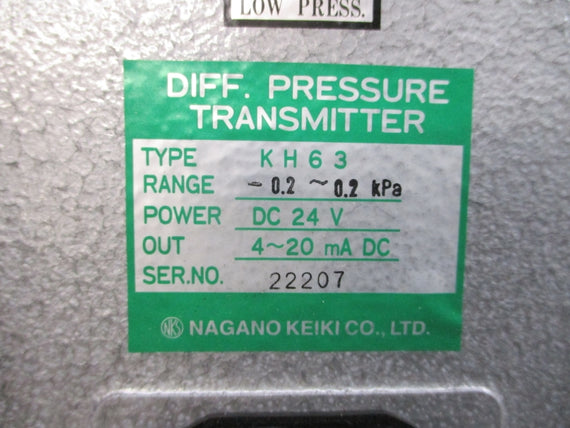 LOW PRESS.
DIFF. PRESSURE
TRANSMITTER
TYPE KH63
RANGE -0.2 ~0.2 kPa
POWER DC 24 V
OUT 4~20 mA DC
SER.NO. 22207
NKS NAGANO KEIKI CO., LTD.